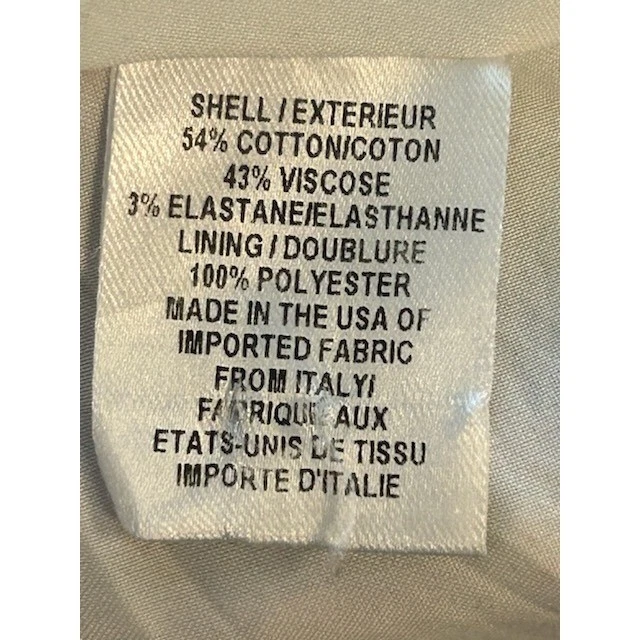 SHELL / EXTERIEUR
54% COTTON/COTON
43% VISCOSE
3% ELASTANE/ELASTHANNE
LINING / DOUBLURE
100% POLYESTER
MADE IN THE USA OF
IMPORTED FABRIC
FROM ITALY/
FABRIQUE AUX
ETATS-UNIS DE TISSU
IMPORTE D'ITALIE